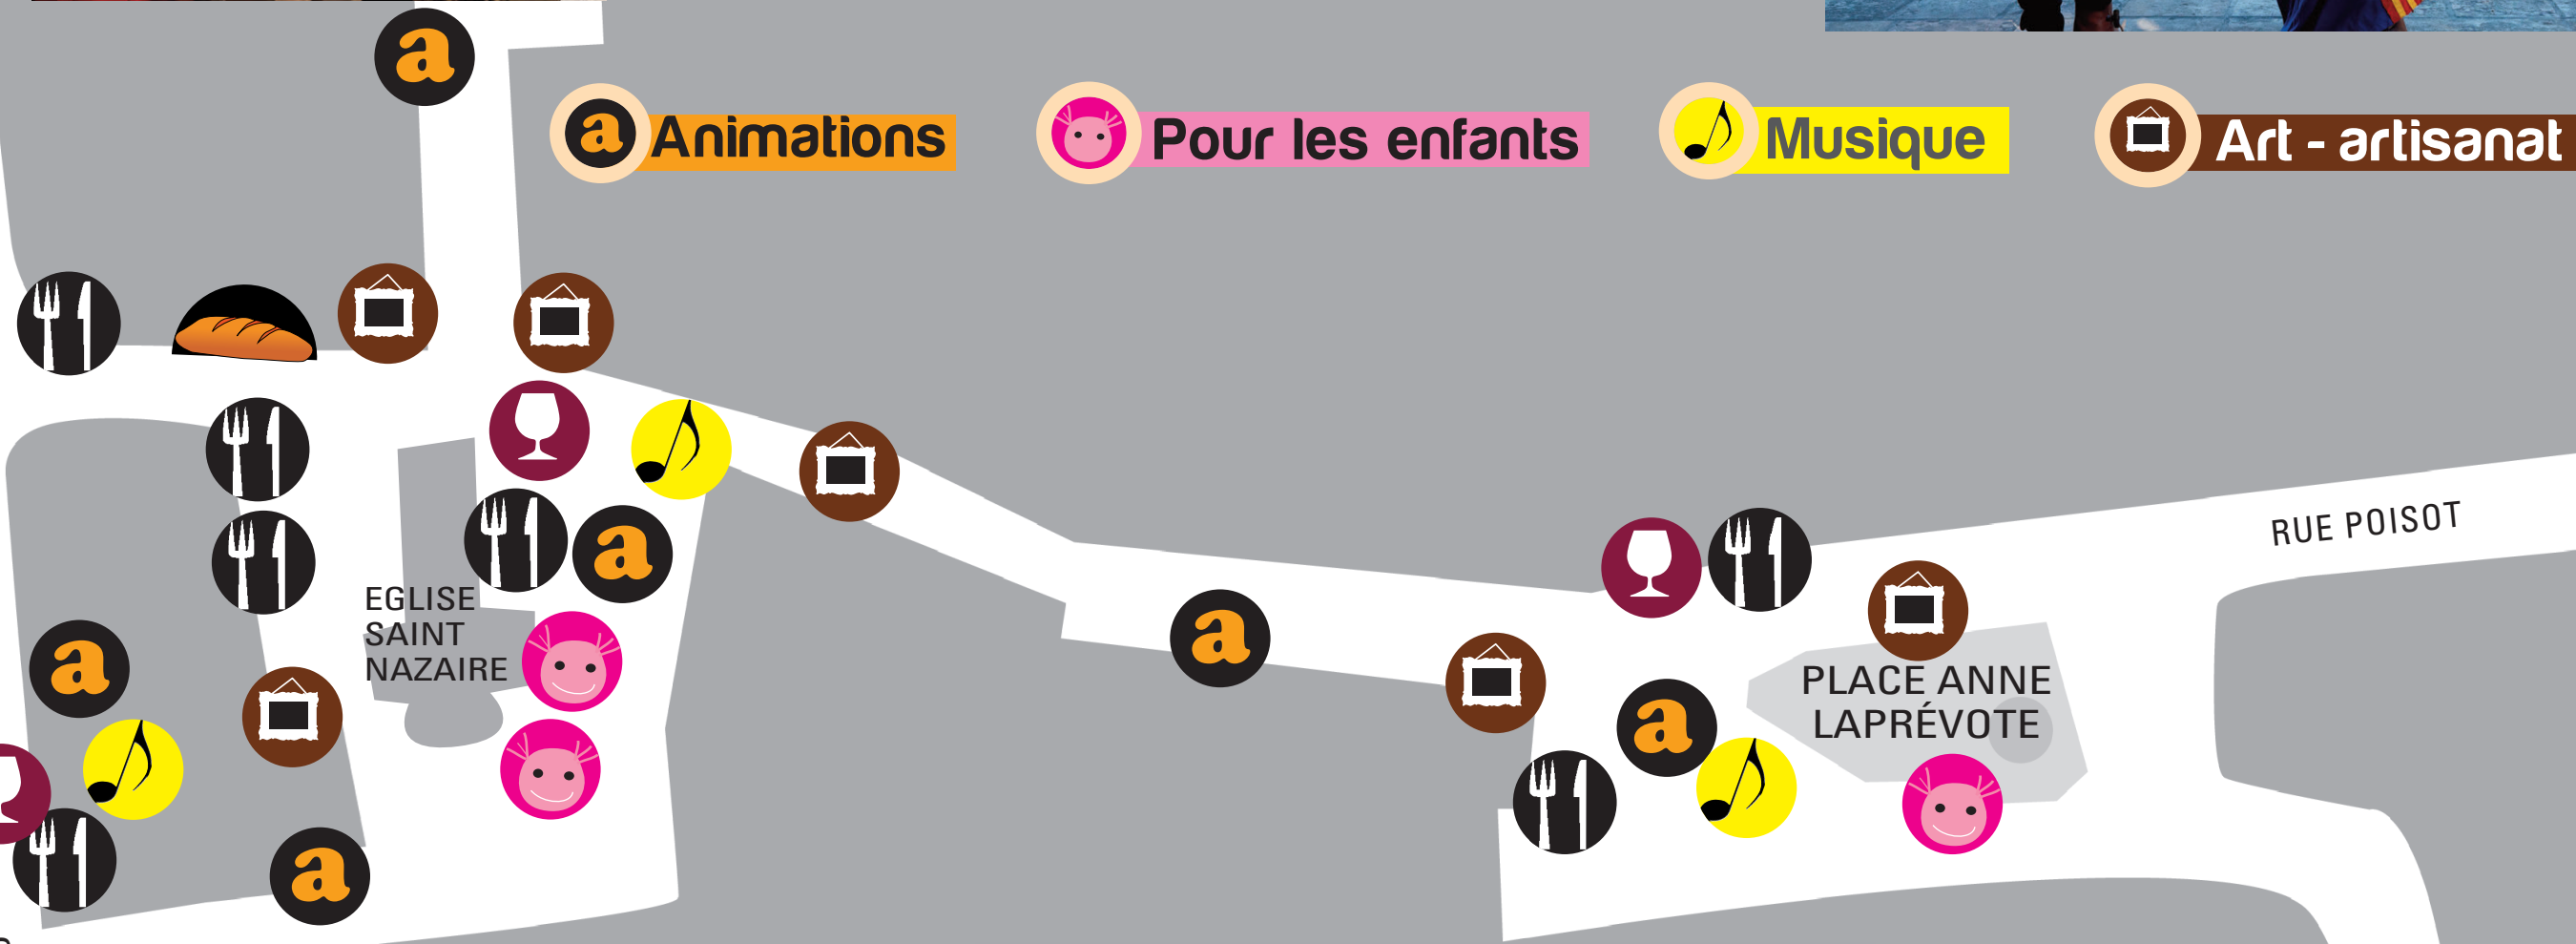 a
a Animations
Pour les enfants
Musique
Art - artisanat
RUE POISOT
a
EGLISE
SAINT
NAZAIRE
a
a
PLACE ANNE
LAPRÉVOTE
a
a